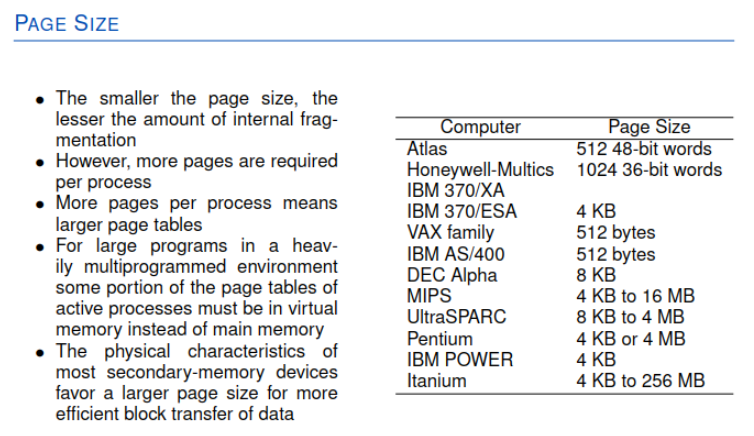 PAGE SIZE
• The smaller the page size, the
lesser the amount of internal frag-
mentation
• However, more pages are required
per process
• More pages per process means
larger page tables
• For large programs in a heav-
ily multiprogrammed environment
some portion of the page tables of
active processes must be in virtual
memory instead of main memory
• The physical characteristics of
most secondary-memory devices
favor a larger page size for more
efficient block transfer of data
Computer Page Size
Atlas 512 48-bit words
Honeywell-Multics 1024 36-bit words
IBM 370/XA
IBM 370/ESA 4 KB
VAX family 512 bytes
IBM AS/400 512 bytes
DEC Alpha 8 KB
MIPS 4 KB to 16 MB
UltraSPARC 8 KB to 4 MB
Pentium 4 KB or 4 MB
IBM POWER 4 KB
Itanium 4 KB to 256 MB